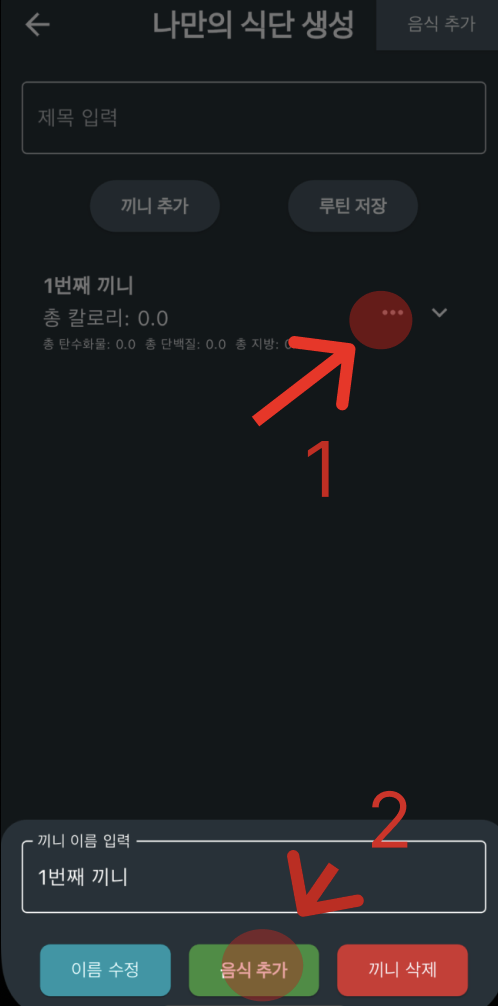 나만의 식단 생성
음식 추가
제목 입력
끼니 추가
루틴 저장
1번째 끼니
총 칼로리: 0.0
총 탄수화물: 0.0 총 단백질: 0.0 총 지방:
1
2
끼니 이름 입력
1번째 끼니
이름 수정
음식 추가
끼니 삭제